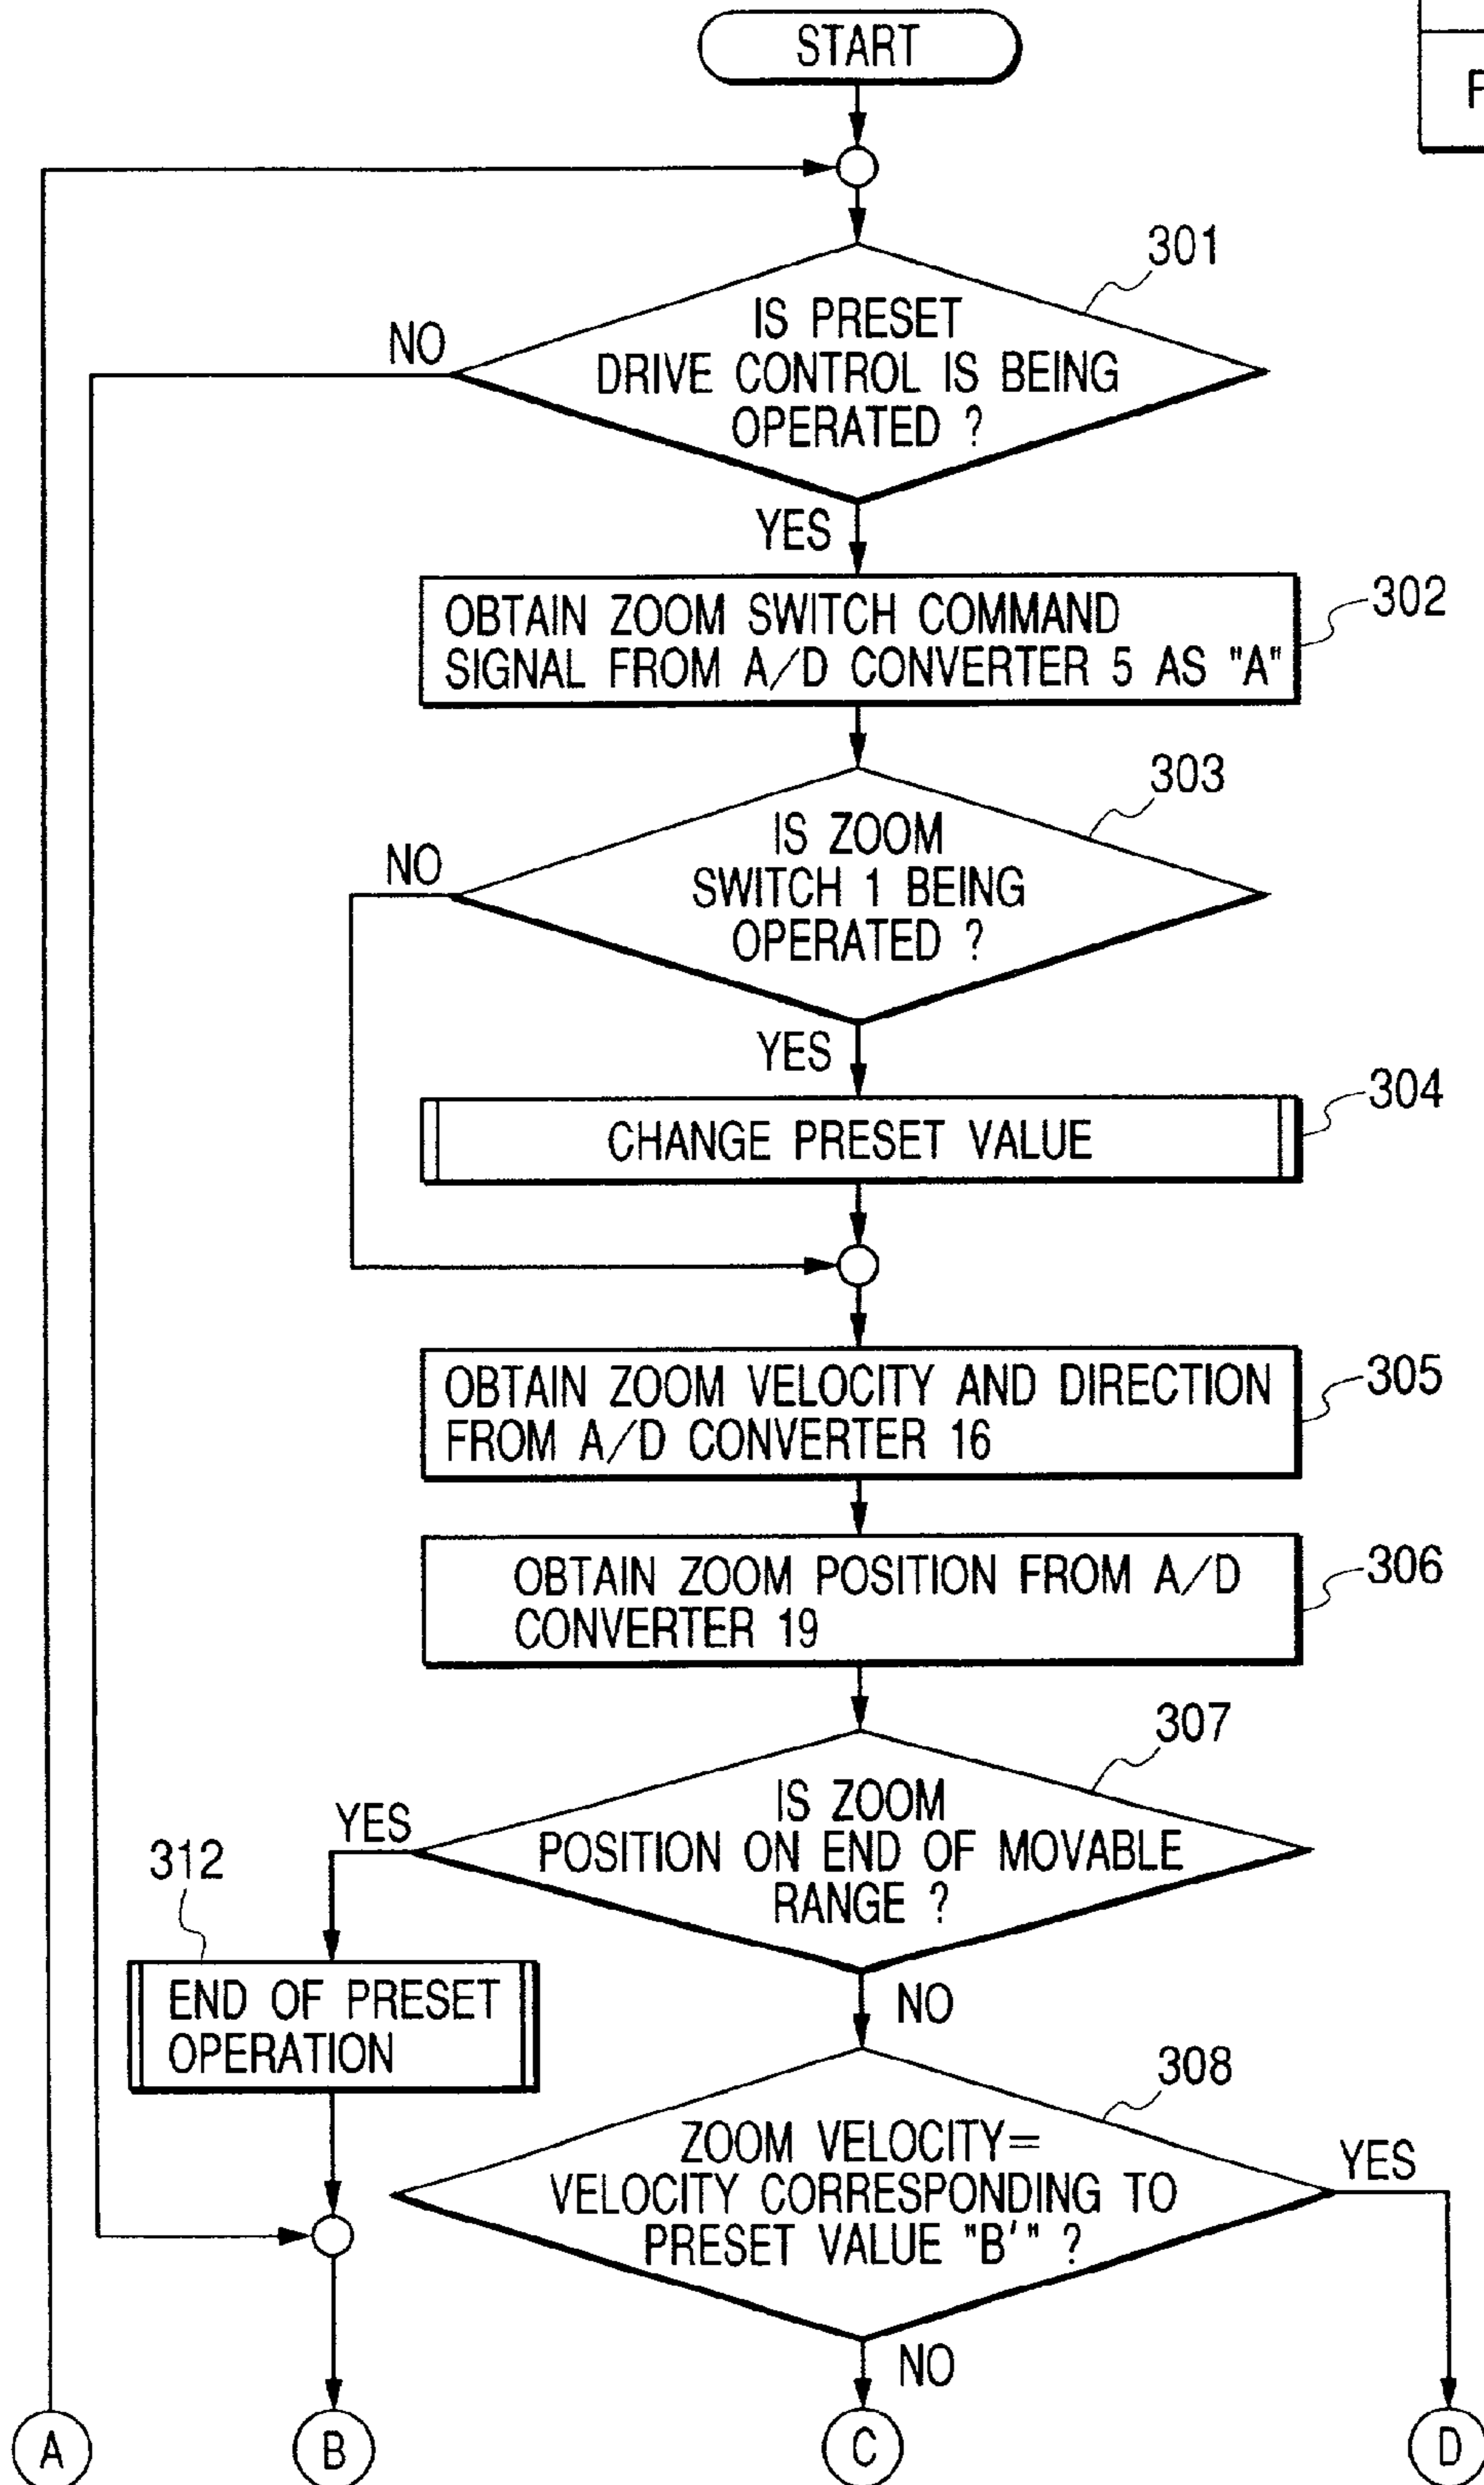 START
F
301
IS PRESET
DRIVE CONTROL IS BEING
OPERATED ?
NO
YES
302
OBTAIN ZOOM SWITCH COMMAND
SIGNAL FROM A/D CONVERTER 5 AS "A"
303
IS ZOOM
SWITCH 1 BEING
OPERATED ?
NO
YES
304
CHANGE PRESET VALUE
305
OBTAIN ZOOM VELOCITY AND DIRECTION
FROM A/D CONVERTER 16
306
OBTAIN ZOOM POSITION FROM A/D
CONVERTER 19
307
IS ZOOM
POSITION ON END OF MOVABLE
RANGE ?
YES
NO
312
END OF PRESET
OPERATION
308
ZOOM VELOCITY=
VELOCITY CORRESPONDING TO
PRESET VALUE "B'" ?
YES
NO
A
B
C
D